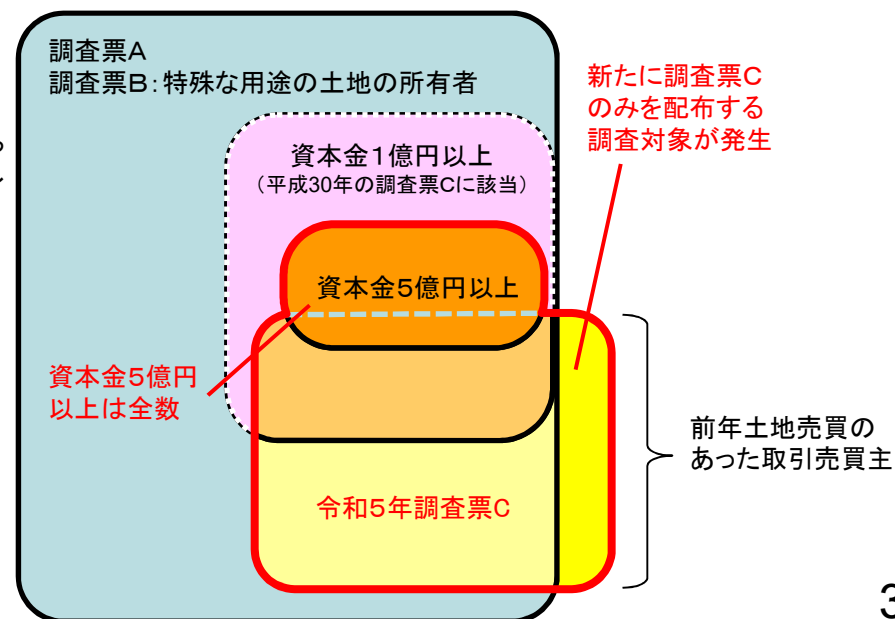 調査票A
調査票B:特殊な用途の土地の所有者
新たに調査票C
のみを配布する
調査対象が発生
資本金1億円以上
(平成30年の調査票Cに該当)
資本金5億円以上
資本金5億円
以上は全数
前年土地売買の
あった取引売買主
令和5年調査票C
3